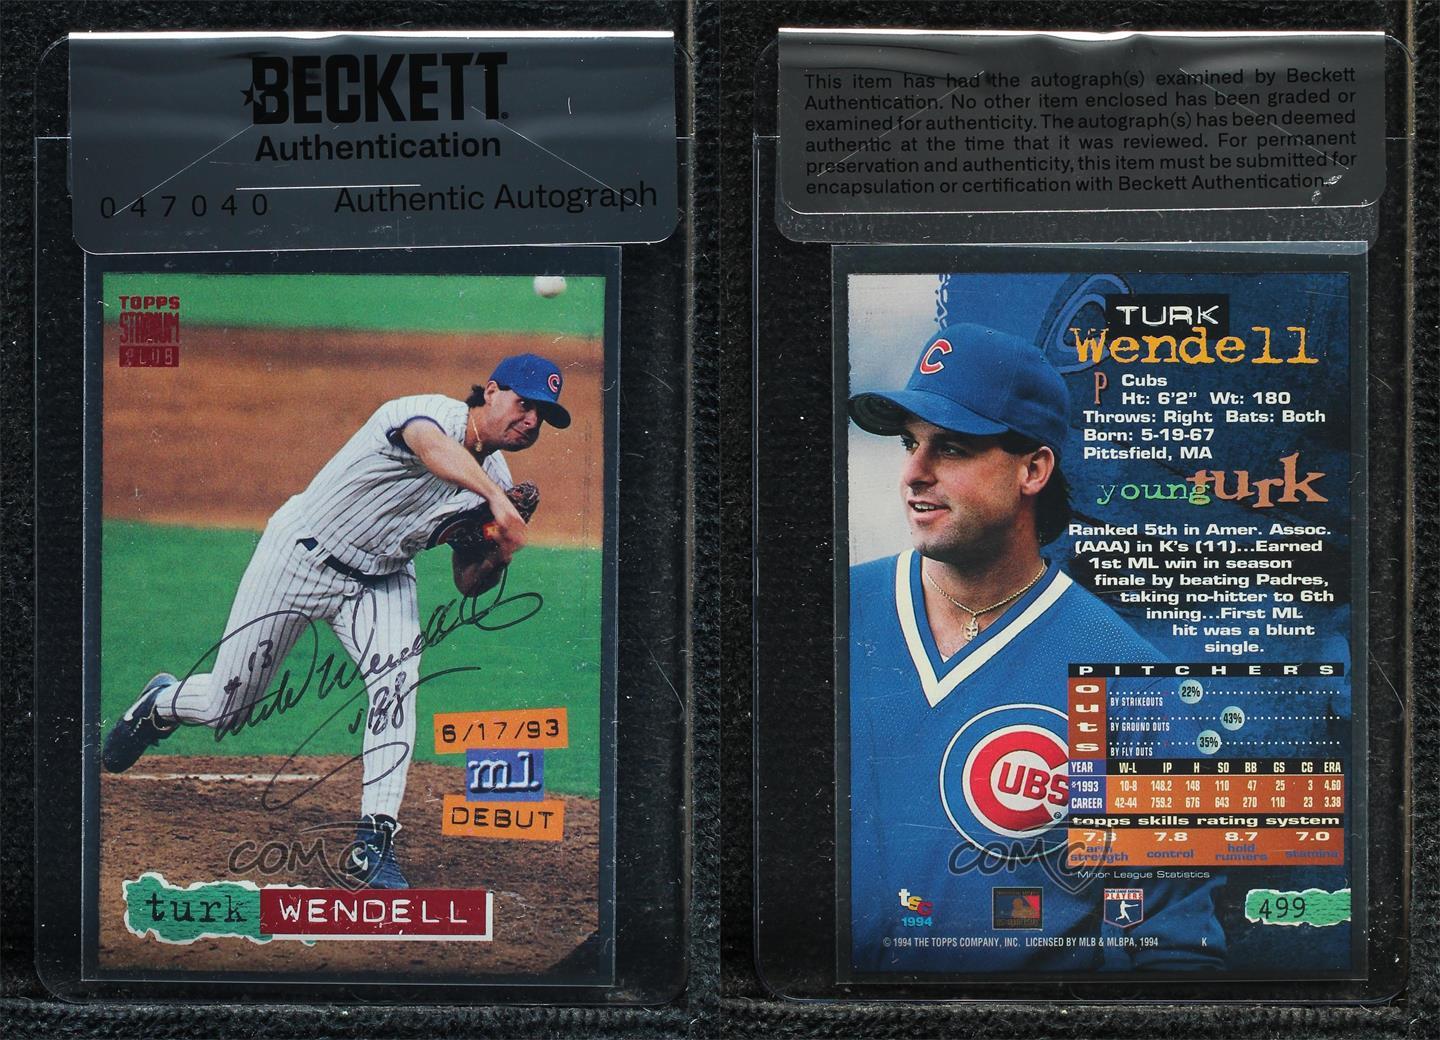 BECKETT
Authentication
047040 Authentic Autograph
TOPPS
STADIUM
CLUB
13
Turk Wendell
6/17/93
ml
DEBUT
COMC
turk WENDELL
This item has had the autograph(s) examined by Beckett
Authentication. No other item enclosed has been graded or
examined for authenticity. The autograph(s) has been deemed
authentic at the time that it was reviewed. For permanent
preservation and authenticity, this item must be submitted for
encapsulation or certification with Beckett Authentication.
TURK
Wendell
P Cubs
Ht: 6'2" Wt: 180
Throws: Right Bats: Both
Born: 5-19-67
Pittsfield, MA
young turk
Ranked 5th in Amer. Assoc.
(AAA) in K's (11)...Earned
1st ML win in season
finale by beating Padres,
taking no-hitter to 6th
inning...First ML
hit was a blunt
single.
PITCHERS
Outs
BY STRIKEOUTS 22%
BY GROUND OUTS 43%
BY FLY OUTS 35%
YEAR W-L IP H SO BB GS CG ERA
*1993 10-8 148.2 148 110 47 25 3 4.60
CAREER 42-44 759.2 676 643 270 110 23 3.38
topps skills rating system
7.8 7.8 8.7 7.0
arm strength control hold runners stamina
Minor League Statistics
CUBS
COMC
tsc
1994
PLAYERS
499
© 1994 THE TOPPS COMPANY, INC. LICENSED BY MLB & MLBPA, 1994 K